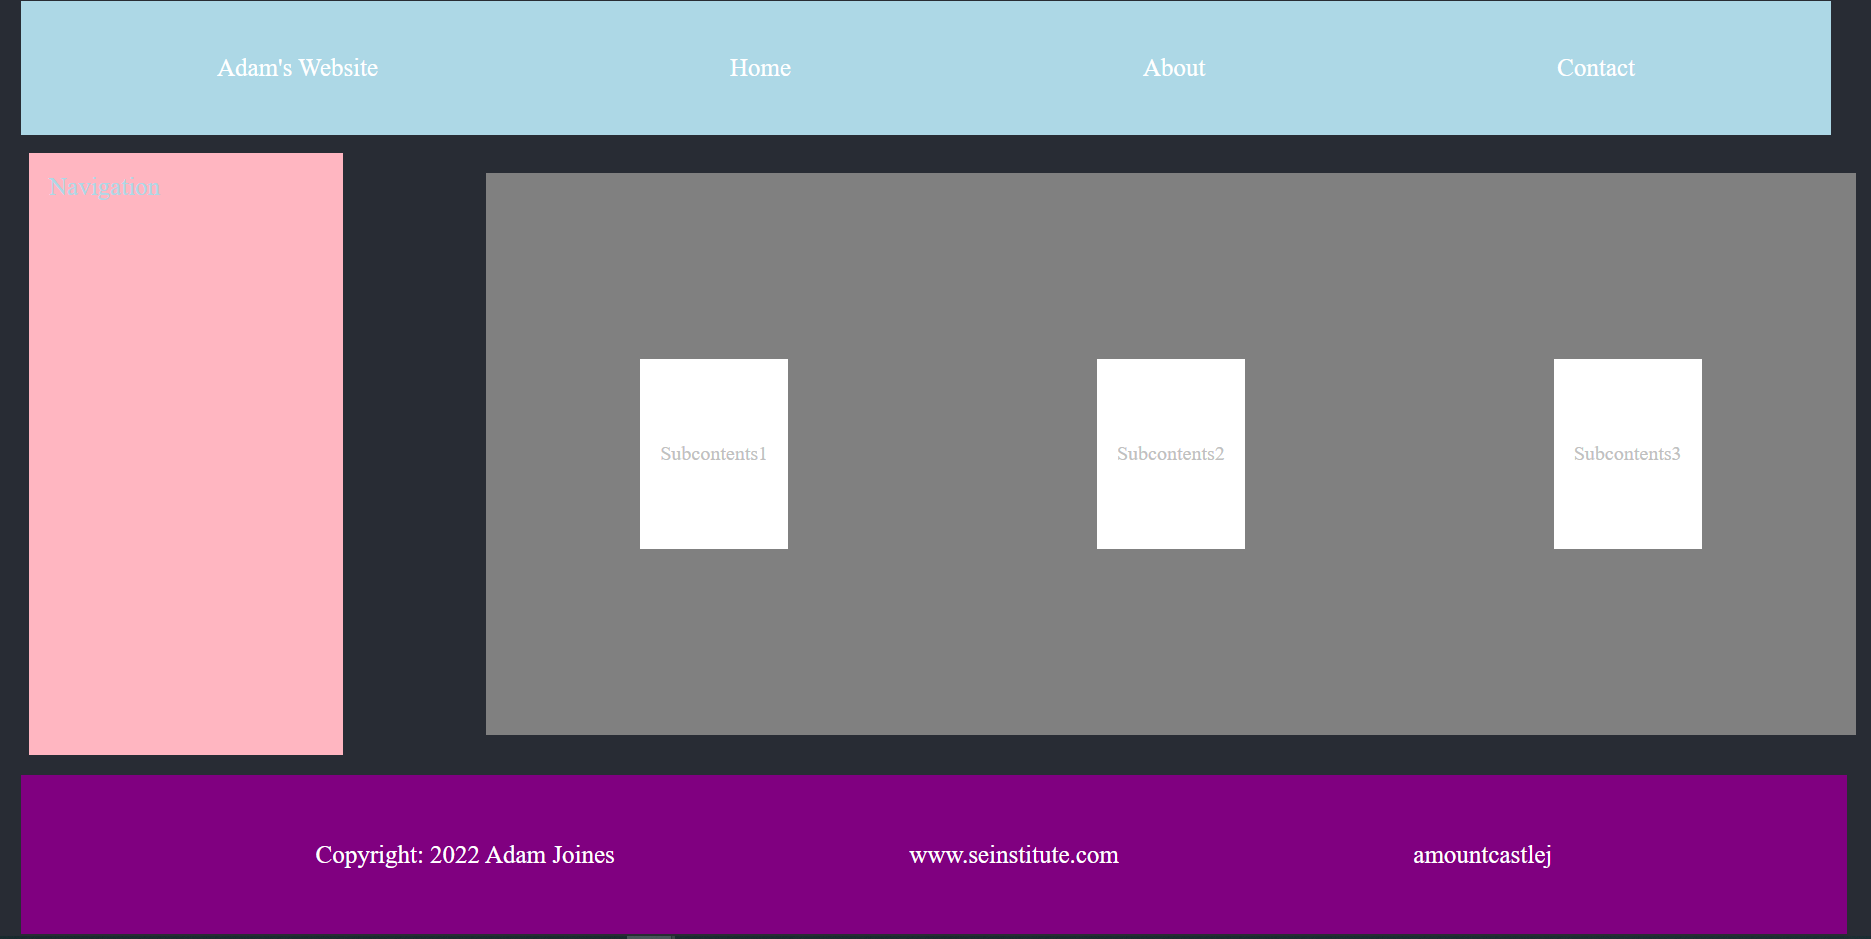 Adam's Website Home About Contact
Navigation
Subcontents1 Subcontents2 Subcontents3
Copyright: 2022 Adam Joines www.seinstitute.com amountcastlej